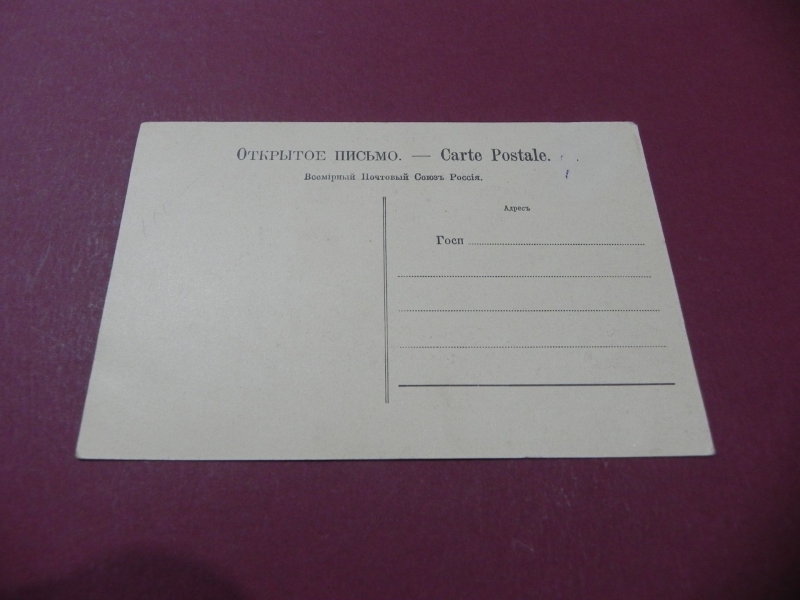 Открытое письмо. — Carte Postale.
Всемірный Почтовый Союзъ Россія.
Адресъ
Госп